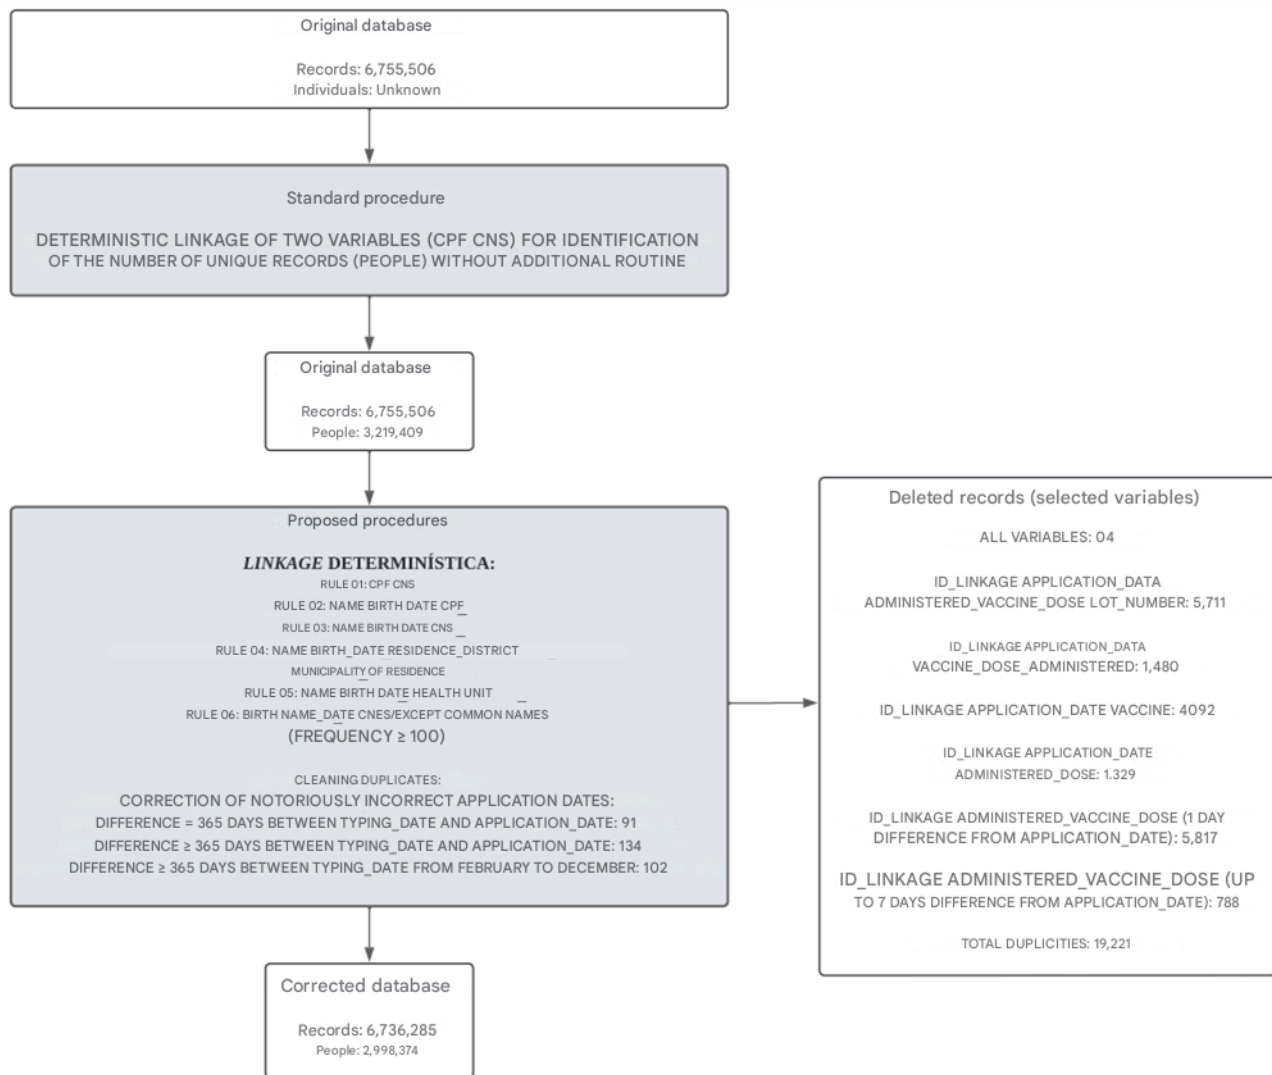 Original database
Records: 6,755,506
Individuals: Unknown
Standard procedure
DETERMINISTIC LINKAGE OF TWO VARIABLES (CPF CNS) FOR IDENTIFICATION
OF THE NUMBER OF UNIQUE RECORDS (PEOPLE) WITHOUT ADDITIONAL ROUTINE
Original database
Records: 6,755,506
People: 3,219,409
Proposed procedures
LINKAGE DETERMINÍSTICA:
RULE 01: CPF CNS
RULE 02: NAME BIRTH DATE CPF_
RULE 03: NAME BIRTH DATE CNS _
RULE 04: NAME BIRTH_DATE RESIDENCE_DISTRICT
MUNICIPALITY OF RESIDENCE
RULE 05: NAME BIRTH DATE HEALTH UNIT _
RULE 06: BIRTH NAME_DATE CNES/EXCEPT COMMON NAMES
(FREQUENCY ≥ 100)
CLEANING DUPLICATES:
CORRECTION OF NOTORIOUSLY INCORRECT APPLICATION DATES:
DIFFERENCE = 365 DAYS BETWEEN TYPING_DATE AND APPLICATION_DATE: 91
DIFFERENCE ≥ 365 DAYS BETWEEN TYPING_DATE AND APPLICATION_DATE: 134
DIFFERENCE ≥ 365 DAYS BETWEEN TYPING_DATE FROM FEBRUARY TO DECEMBER: 102
Deleted records (selected variables)
ALL VARIABLES: 04
ID_LINKAGE APPLICATION_DATA
ADMINISTERED_VACCINE_DOSE LOT_NUMBER: 5,711
ID_LINKAGE APPLICATION_DATA
VACCINE_DOSE_ADMINISTERED: 1,480
ID_LINKAGE APPLICATION_DATE VACCINE: 4092
ID_LINKAGE APPLICATION_DATE
ADMINISTERED_DOSE: 1.329
ID_LINKAGE ADMINISTERED_VACCINE_DOSE (1 DAY
DIFFERENCE FROM APPLICATION_DATE): 5,817
ID_LINKAGE ADMINISTERED_VACCINE_DOSE (UP
TO 7 DAYS DIFFERENCE FROM APPLICATION_DATE): 788
TOTAL DUPLICITIES: 19,221
Corrected database
Records: 6,736,285
People: 2,998,374